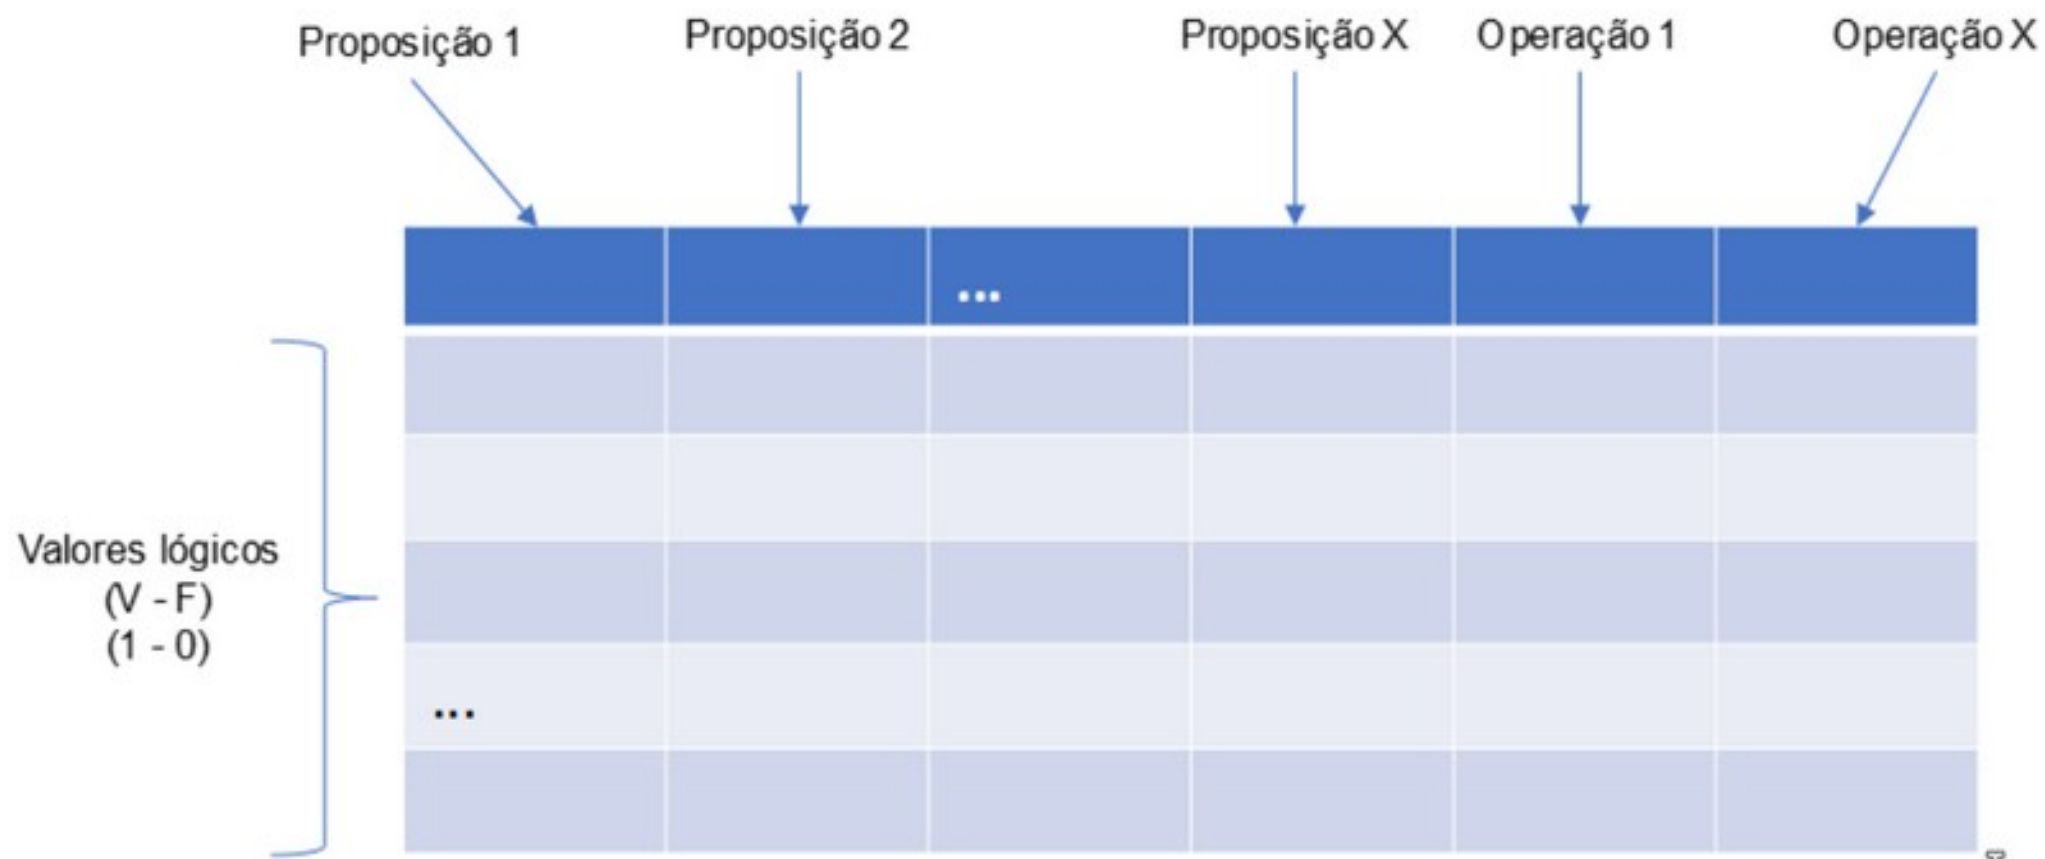 Proposição 1
Proposição 2
Proposição X
Operação 1
Operação X
...
Valores lógicos
(V - F)
(1 - 0)
...